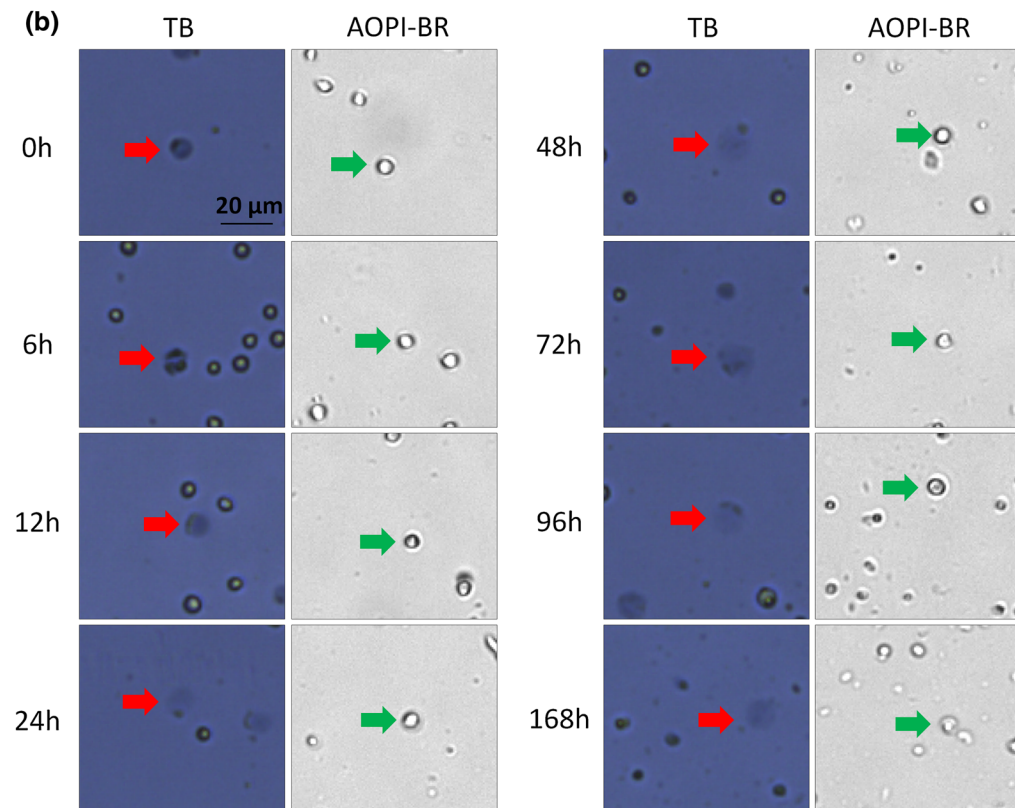 (b)
TB AOPI-BR TB AOPI-BR
0h 48h
20 μm
6h 72h
12h 96h
24h 168h